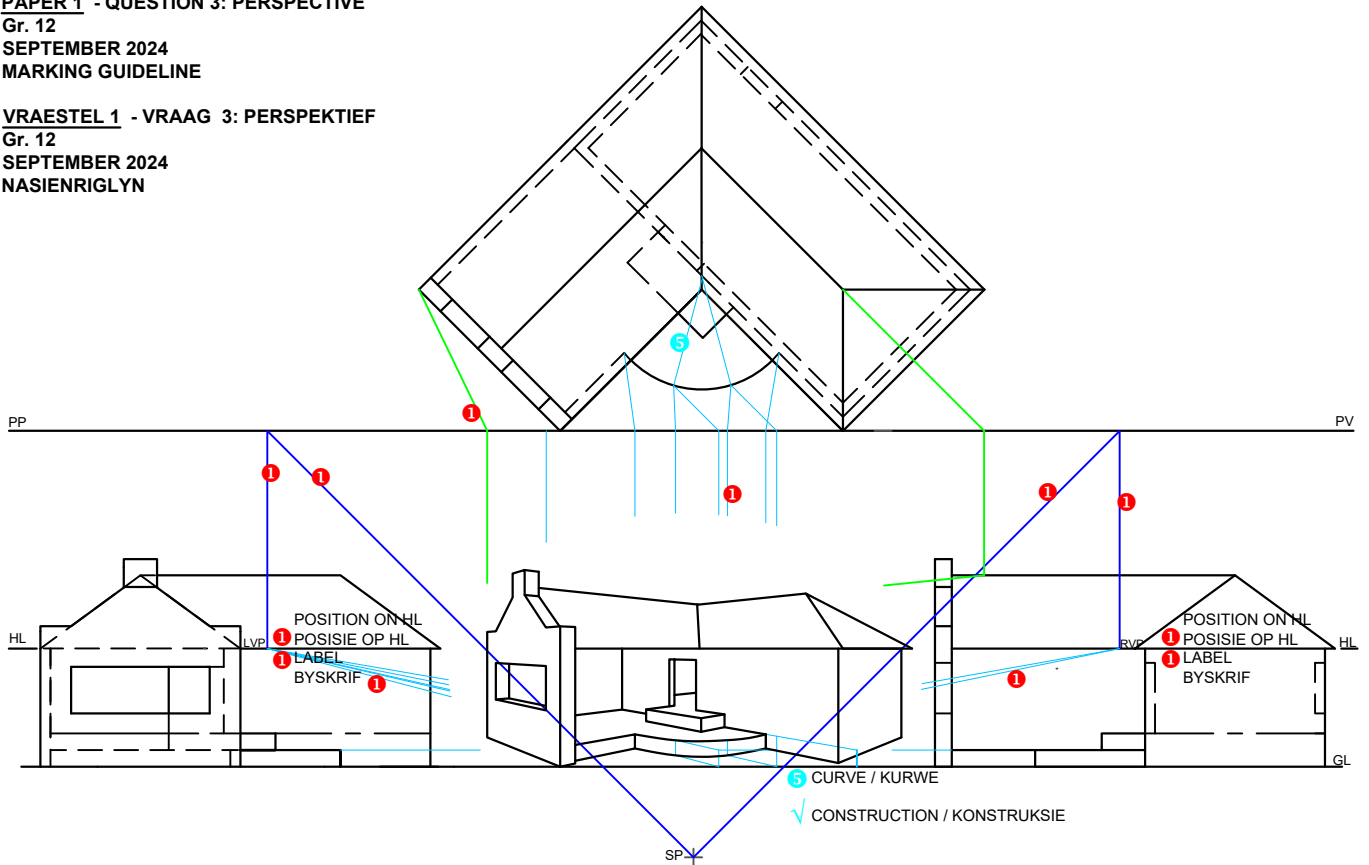 PAPER 1 - QUESTION 3: PERSPECTIVE
Gr. 12
SEPTEMBER 2024
MARKING GUIDELINE
VRAESTEL 1 - VRAAG 3: PERSPEKTIEF
Gr. 12
SEPTEMBER 2024
NASIENRIGLYN
5
1
PP
PV
1
1
1
1
1
HL
LVP
POSITION ON HL
1 POSISIE OP HL
1 LABEL
BYSKRIF
1
1
RVP
POSITION ON HL
1 POSISIE OP HL
1 LABEL
BYSKRIF
HL
GL
5 CURVE / KURWE
√ CONSTRUCTION / KONSTRUKSIE
SP